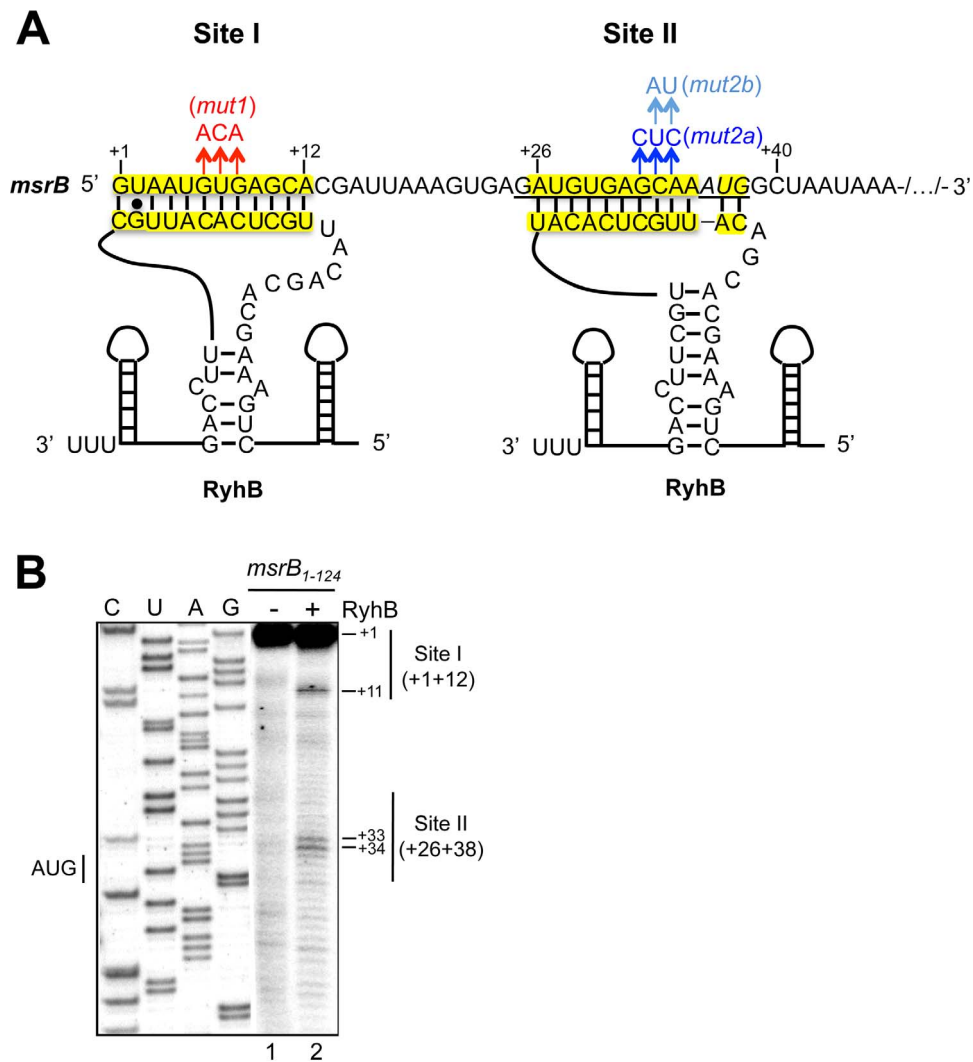 A
Site I
Site II
(mut1)
ACA
AU (mut2b)
CUC (mut2a)
+1
+12
+26
+40
msrB 5’ GUAAUGUGAGCACGAUUAAAGUGAGAUGUGAGCAAAUGGCUAAUAAA-/.../- 3’
CGUUACACUCGU
UACACUCGUU–AC
U
A
C
A
G
C
A
C
G
A
A
A
G
U
C
U
U
C
C
A
G
A
G
C
U–A
G–C
C–G
U–A
U–A
C
A
C–G
A–U
G–C
3’ UUU
5’
3’ UUU
5’
RyhB
RyhB
B
msrB1-124
C U A G - + RyhB
+1
Site I
(+1+12)
+11
+33
+34
Site II
(+26+38)
AUG
1 2